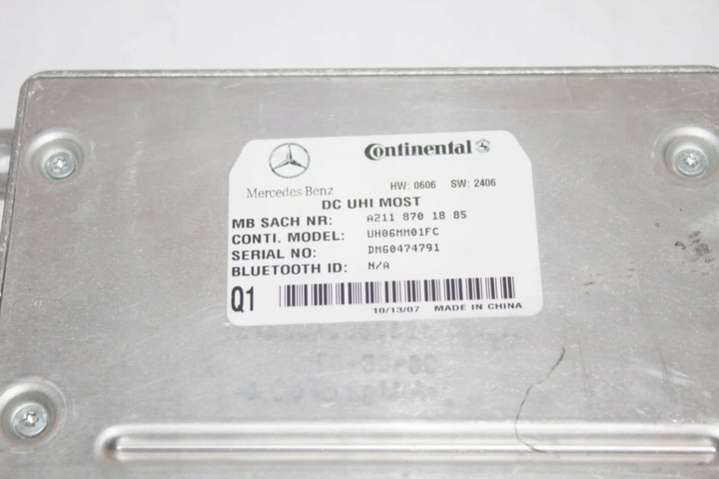 Continental
Mercedes-Benz
HW: 0606 SW: 2406
DC UHI MOST
MB SACH NR: A211 870 18 85
CONTI. MODEL: UH06MM01FC
SERIAL NO: DM60474791
BLUETOOTH ID: N/A
Q1
10/13/07 MADE IN CHINA